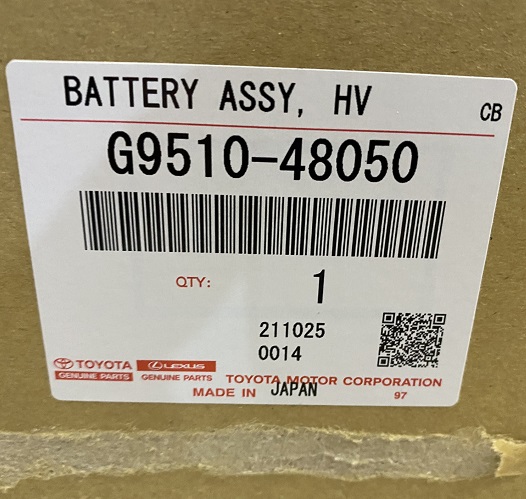 BATTERY ASSY, HV
CB
G9510-48050
QTY: 1
211025
0014
TOYOTA LEXUS
GENUINE PARTS GENUINE PARTS TOYOTA MOTOR CORPORATION
MADE IN JAPAN 97